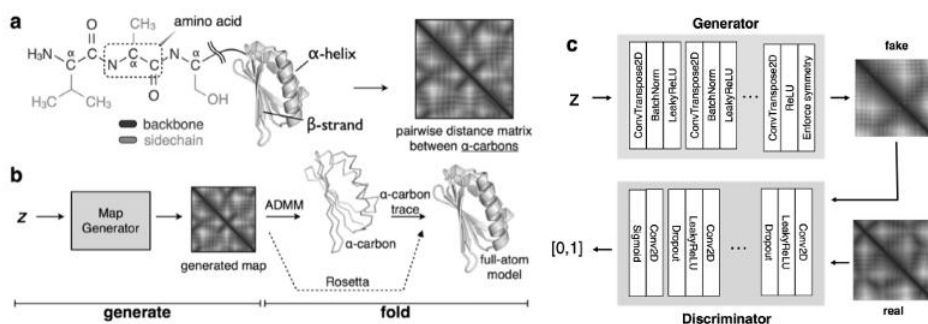 a
amino acid
O
CH₃
α
H₃N
N
α
O
N
α
H₃C
CH₃
OH
backbone
sidechain
α-helix
β-strand
pairwise distance matrix
between α-carbons
b
z
Map
Generator
generated map
ADMM
α-carbon
α-carbon
trace
Rosetta
full-atom
model
generate
fold
c
Generator
z
ConvTranspose2D
BatchNorm
LeakyReLU
ConvTranspose2D
BatchNorm
LeakyReLU
...
ConvTranspose2D
ReLU
Enforce symmetry
fake
[0,1]
Sigmoid
Conv2D
Dropout
LeakyReLU
Conv2D
...
Dropout
LeakyReLU
Conv2D
real
Discriminator